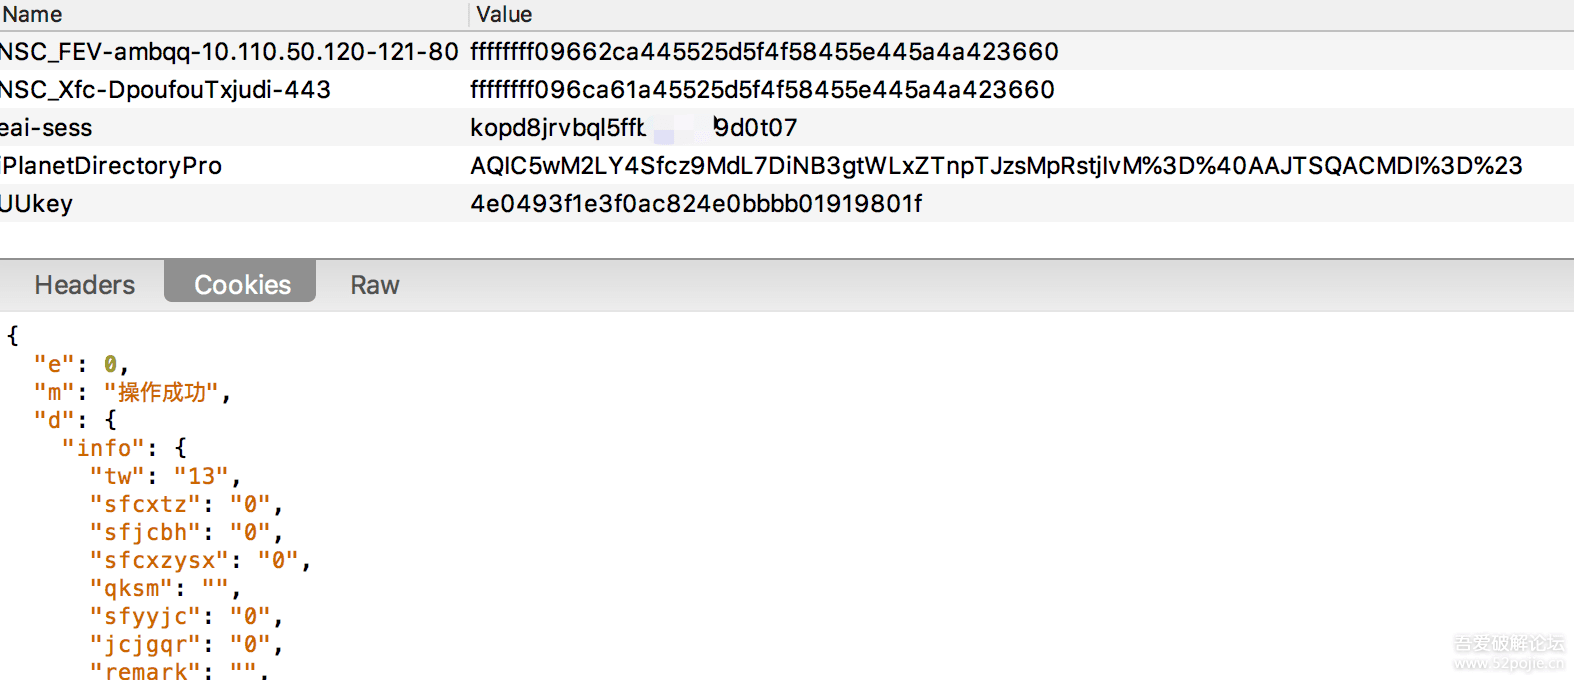 Name Value
NSC_FEV-ambqq-10.110.50.120-121-80 ffffffff09662ca445525d5f4f58455e445a4a423660
NSC_Xfc-DpoufouTxjudi-443 ffffffff096ca61a45525d5f4f58455e445a4a423660
eai-sess kopd8jrvbql5ffb 9d0t07
iPlanetDirectoryPro AQIC5wM2LY4Sfcz9MdL7DiNB3gtWLxZTnpTJzsMpRstjIvM%3D%40AAJTSQACMDI%3D%23
UUkey 4e0493f1e3f0ac824e0bbbb01919801f
Headers Cookies Raw
{
"e": 0,
"m": "操作成功",
"d": {
"info": {
"tw": "13",
"sfcxtz": "0",
"sfjcbh": "0",
"sfcxzysx": "0",
"qksm": "",
"sfyyjc": "0",
"jcjgqr": "0",
"remark": "",
吾爱破解论坛
www.52pojie.cn